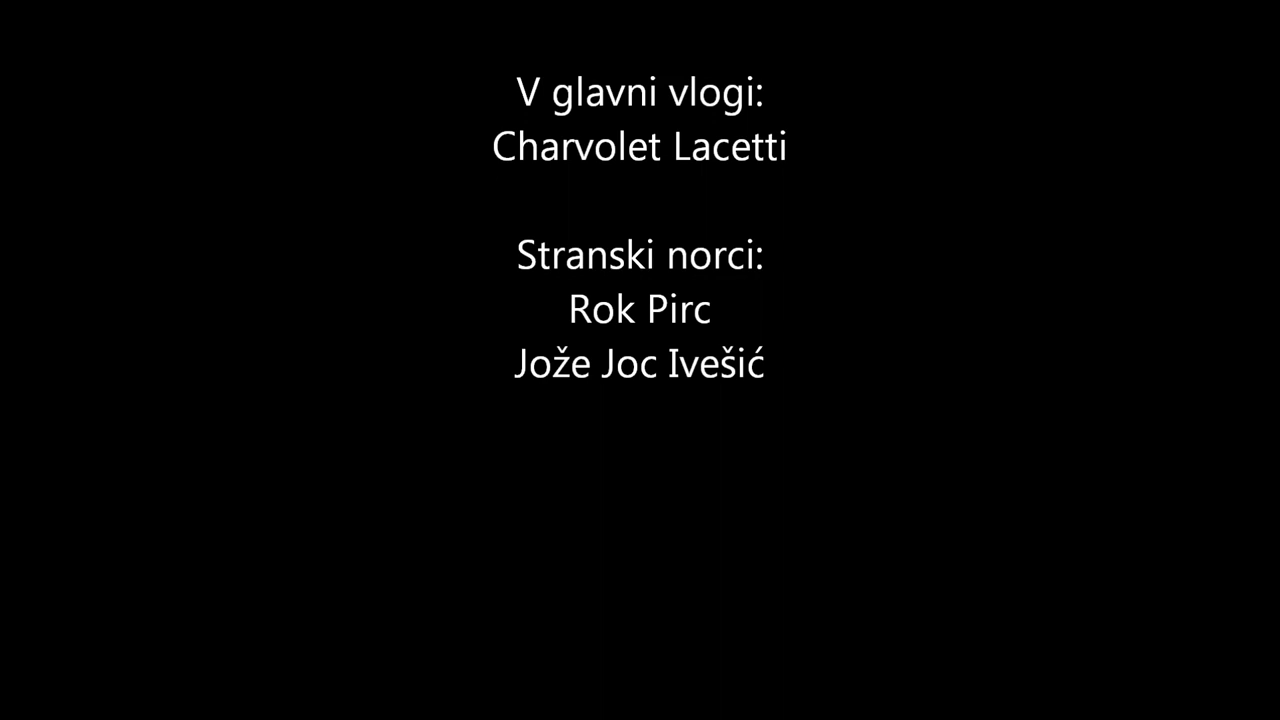 V glavni vlogi:
Charvolet Lacetti
Stranski norci:
Rok Pirc
Jože Joc Ivešić